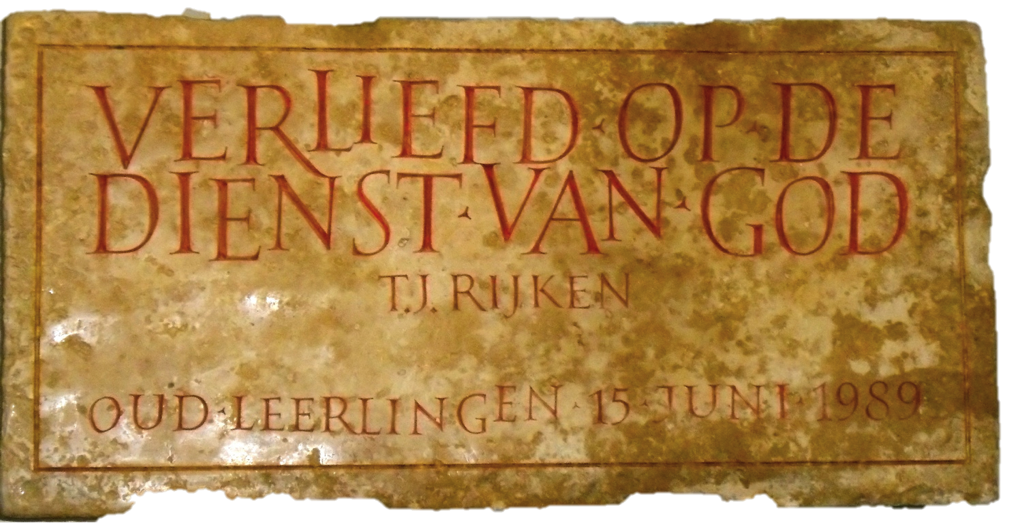 VERLIEFD·OP·DE
DIENST·VAN·GOD
T.J. RIJKEN
OUD·LEERLINGEN·15·JUNI·1989